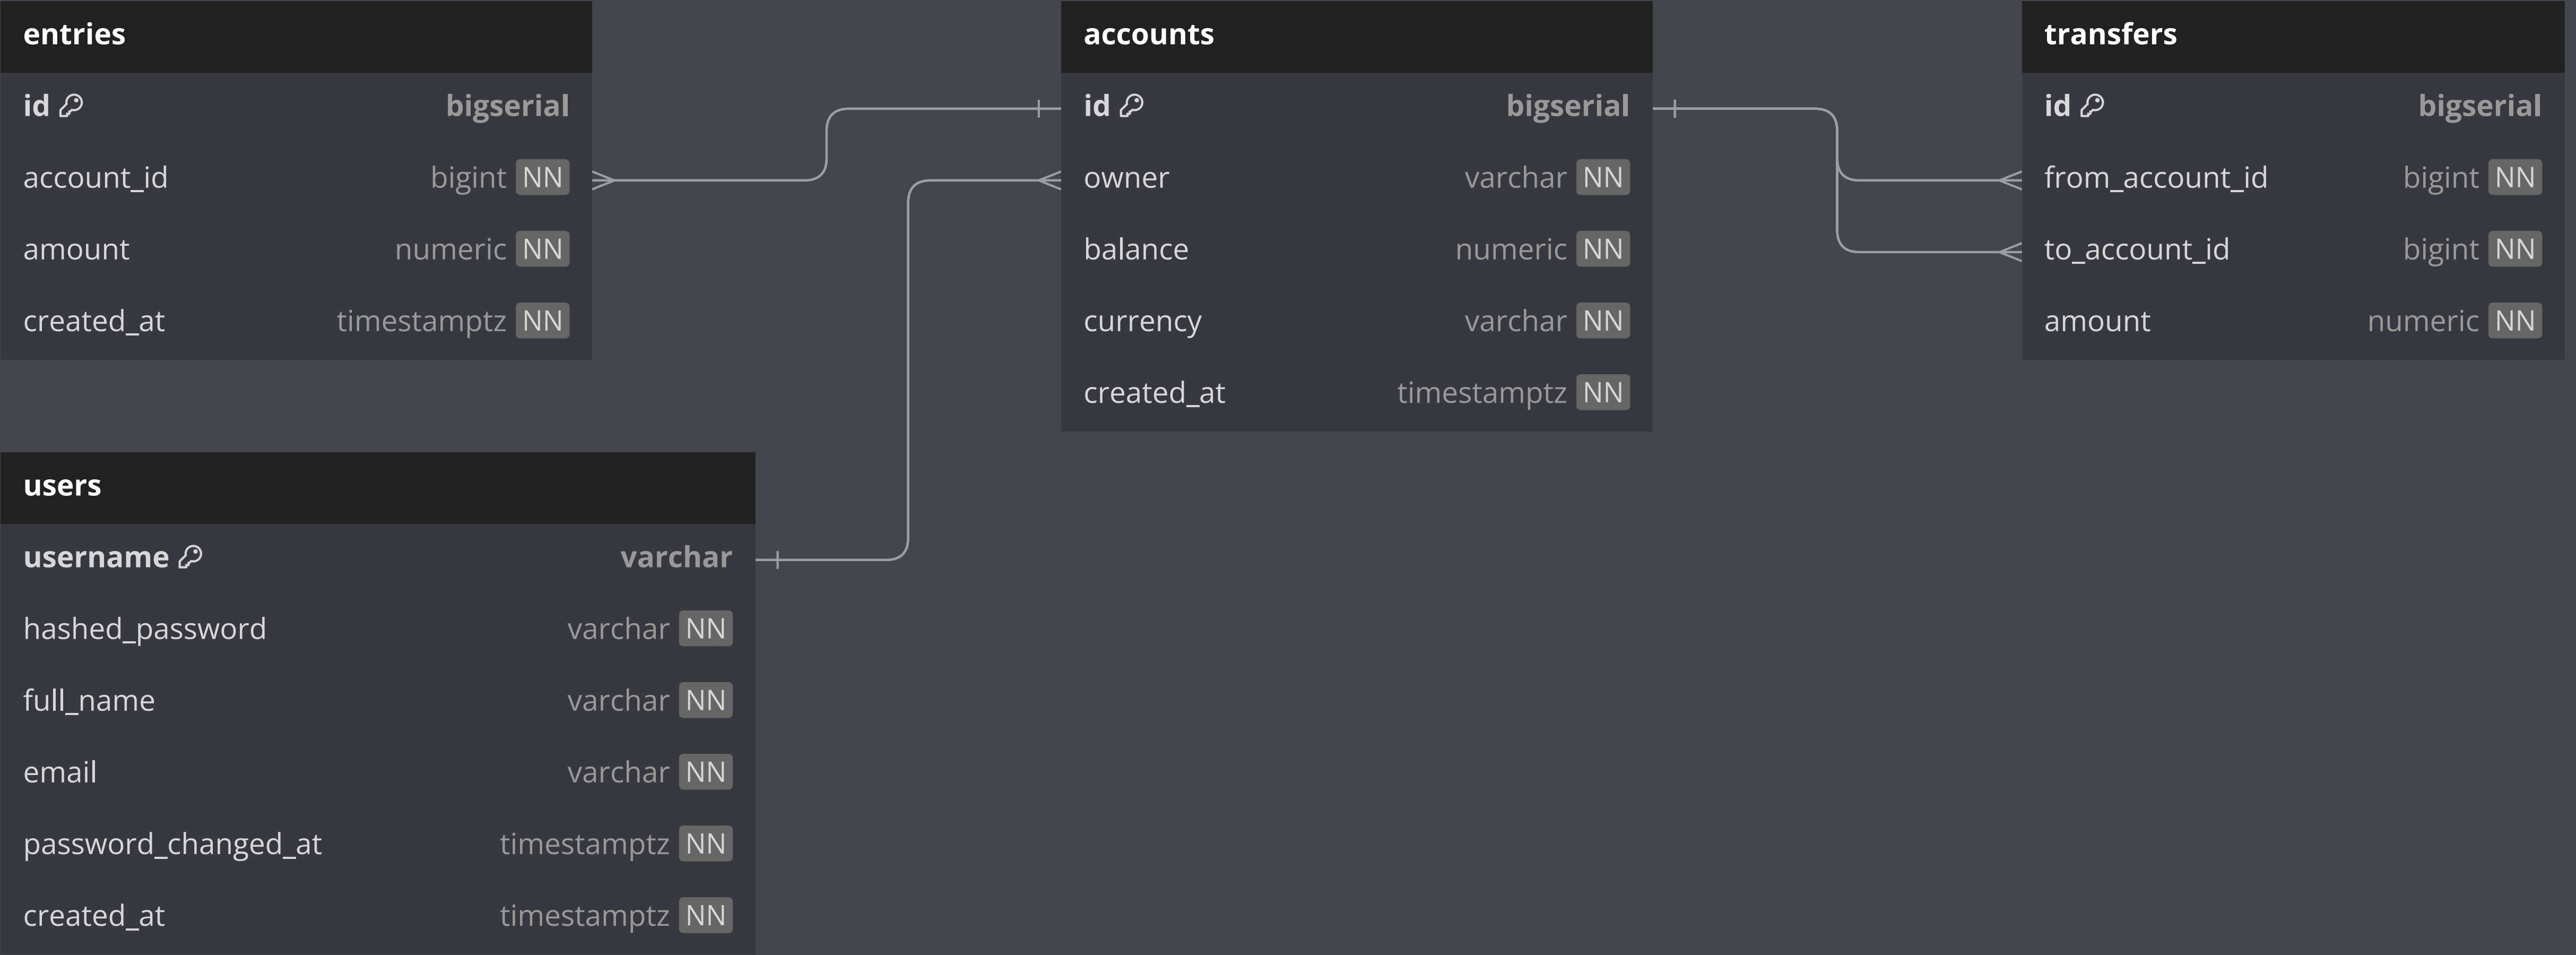 entries
id bigserial
account_id bigint NN
amount numeric NN
created_at timestamptz NN
accounts
id bigserial
owner varchar NN
balance numeric NN
currency varchar NN
created_at timestamptz NN
transfers
id bigserial
from_account_id bigint NN
to_account_id bigint NN
amount numeric NN
users
username varchar
hashed_password varchar NN
full_name varchar NN
email varchar NN
password_changed_at timestamptz NN
created_at timestamptz NN